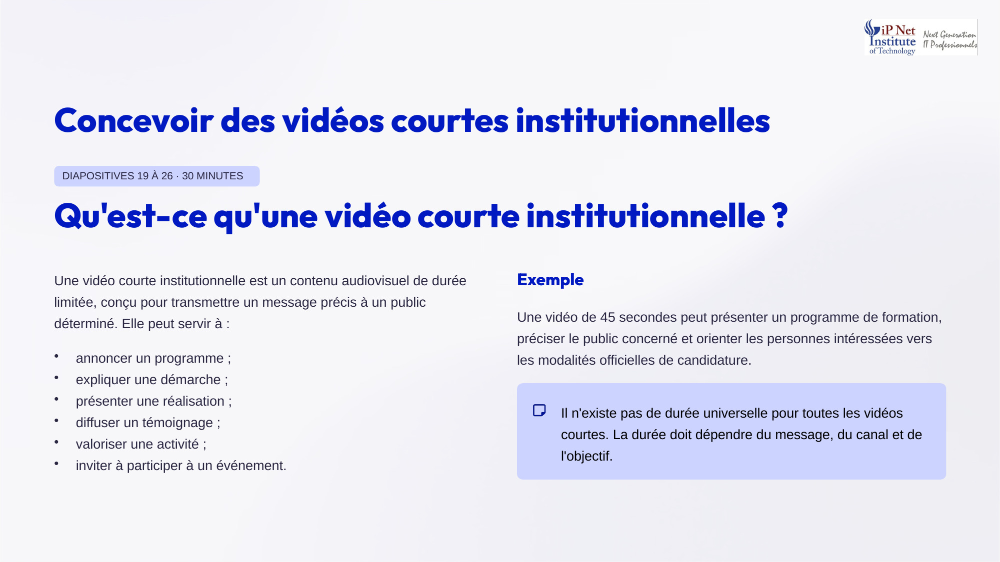 iP Net
Institute
of Technology
Next Generation
IT Professionnels
Concevoir des vidéos courtes institutionnelles
DIAPOSITIVES 19 À 26 · 30 MINUTES
Qu'est-ce qu'une vidéo courte institutionnelle ?
Une vidéo courte institutionnelle est un contenu audiovisuel de durée
limitée, conçu pour transmettre un message précis à un public
déterminé. Elle peut servir à :
• annoncer un programme ;
• expliquer une démarche ;
• présenter une réalisation ;
• diffuser un témoignage ;
• valoriser une activité ;
• inviter à participer à un événement.
Exemple
Une vidéo de 45 secondes peut présenter un programme de formation,
préciser le public concerné et orienter les personnes intéressées vers
les modalités officielles de candidature.
Il n'existe pas de durée universelle pour toutes les vidéos
courtes. La durée doit dépendre du message, du canal et de
l'objectif.